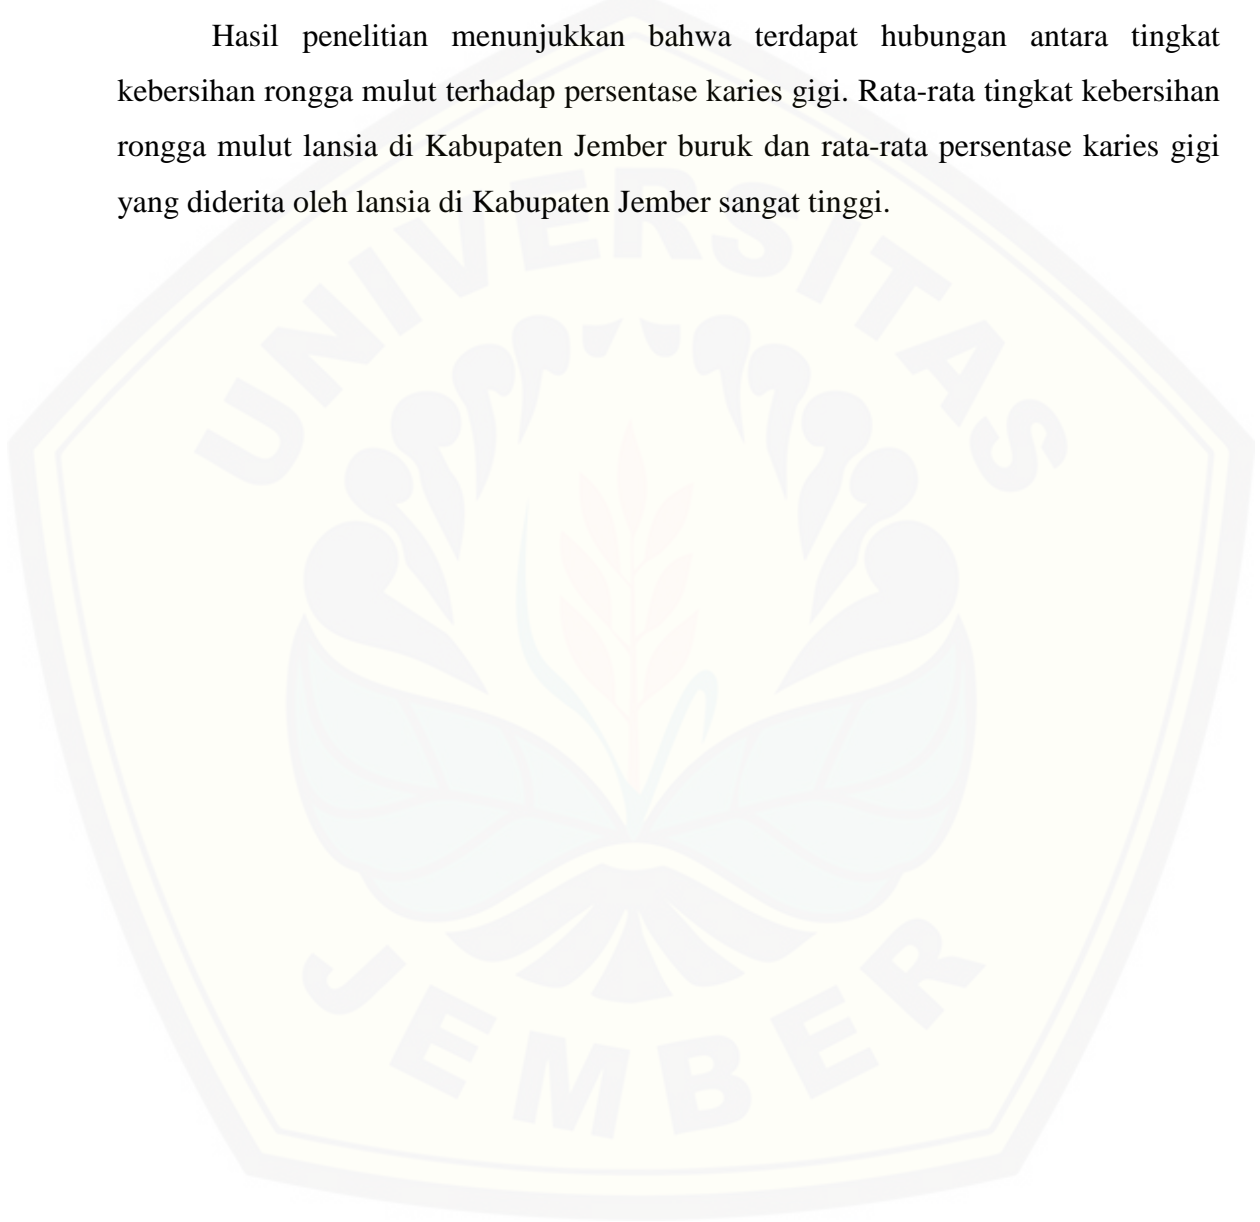 Hasil penelitian menunjukkan bahwa terdapat hubungan antara tingkat
kebersihan rongga mulut terhadap persentase karies gigi. Rata-rata tingkat kebersihan
rongga mulut lansia di Kabupaten Jember buruk dan rata-rata persentase karies gigi
yang diderita oleh lansia di Kabupaten Jember sangat tinggi.
UNIVERSITAS
JEMBER